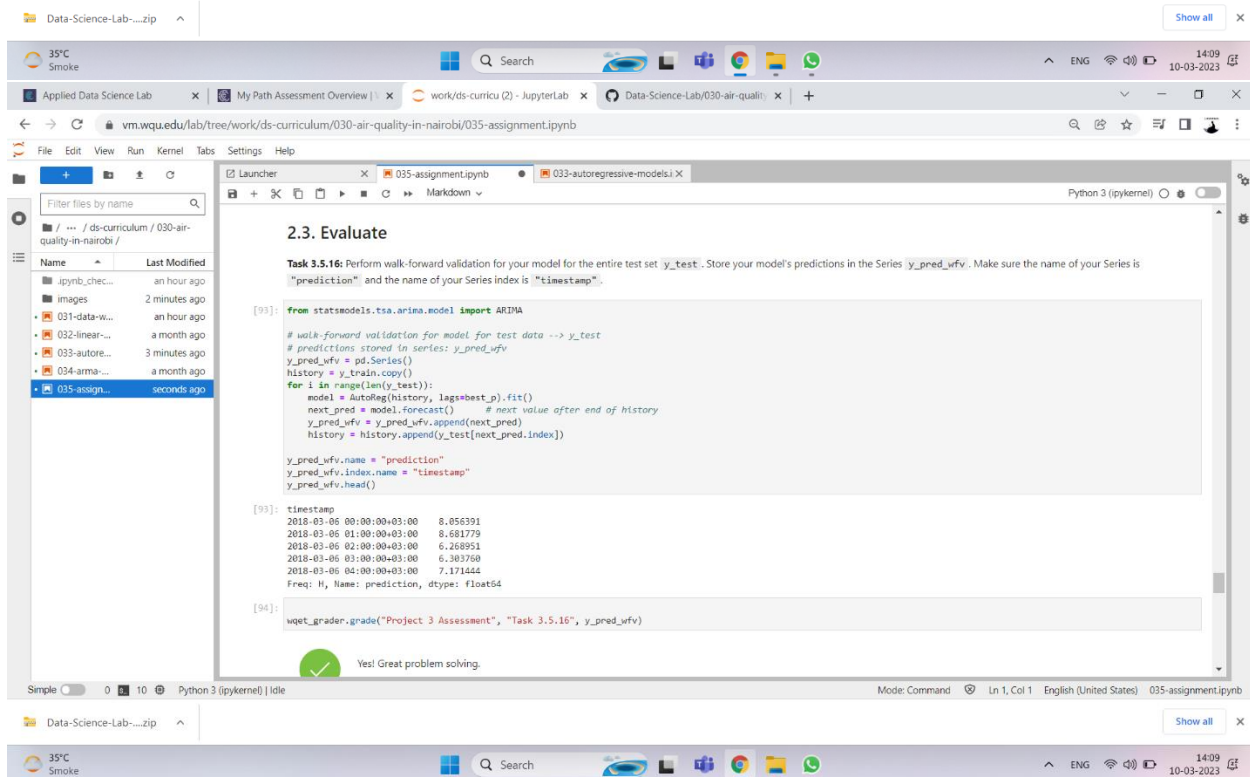 Data-Science-Lab-....zip
Show all
35°C
Smoke
Search
ENG
14:09
10-03-2023
Applied Data Science Lab
My Path Assessment Overview |
work/ds-curricu (2) - JupyterLab
Data-Science-Lab/030-air-quality
vm.wqu.edu/lab/tree/work/ds-curriculum/030-air-quality-in-nairobi/035-assignment.ipynb
File Edit View Run Kernel Tabs Settings Help
Launcher
035-assignment.ipynb
033-autoregressive-models.i
Filter files by name
Markdown
Python 3 (ipykernel)
/ ··· / ds-curriculum / 030-air-
quality-in-nairobi /
Name
Last Modified
.ipynb_chec... an hour ago
images 2 minutes ago
031-data-w... an hour ago
032-linear-... a month ago
033-autore... 3 minutes ago
034-arma-... a month ago
035-assign... seconds ago
2.3. Evaluate
Task 3.5.16: Perform walk-forward validation for your model for the entire test set y_test . Store your model's predictions in the Series y_pred_wfv . Make sure the name of your Series is
"prediction" and the name of your Series index is "timestamp" .
[93]: from statsmodels.tsa.arima.model import ARIMA
# walk-forward validation for model for test data --> y_test
# predictions stored in series: y_pred_wfv
y_pred_wfv = pd.Series()
history = y_train.copy()
for i in range(len(y_test)):
model = AutoReg(history, lags=best_p).fit()
next_pred = model.forecast() # next value after end of history
y_pred_wfv = y_pred_wfv.append(next_pred)
history = history.append(y_test[next_pred.index])
y_pred_wfv.name = "prediction"
y_pred_wfv.index.name = "timestamp"
y_pred_wfv.head()
[93]: timestamp
2018-03-06 00:00:00+03:00 8.056391
2018-03-06 01:00:00+03:00 8.681779
2018-03-06 02:00:00+03:00 6.268951
2018-03-06 03:00:00+03:00 6.303760
2018-03-06 04:00:00+03:00 7.171444
Freq: H, Name: prediction, dtype: float64
[94]:
wqet_grader.grade("Project 3 Assessment", "Task 3.5.16", y_pred_wfv)
Yes! Great problem solving.
Simple 0 10 Python 3 (ipykernel) | Idle
Mode: Command Ln 1, Col 1 English (United States) 035-assignment.ipynb
Data-Science-Lab-....zip
Show all
35°C
Smoke
Search
ENG
14:09
10-03-2023